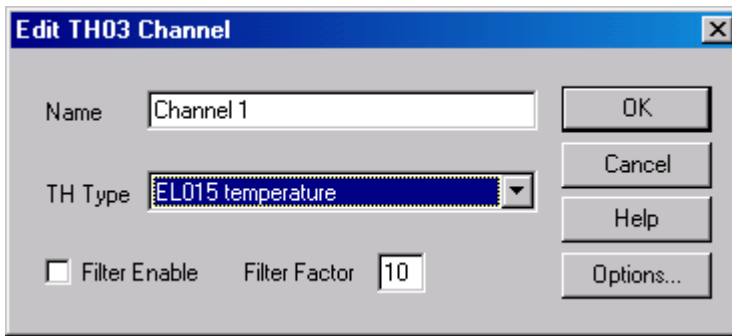 Edit TH03 Channel
Name Channel 1 OK
Cancel
TH Type EL015 temperature
Help
Filter Enable Filter Factor 10 Options...